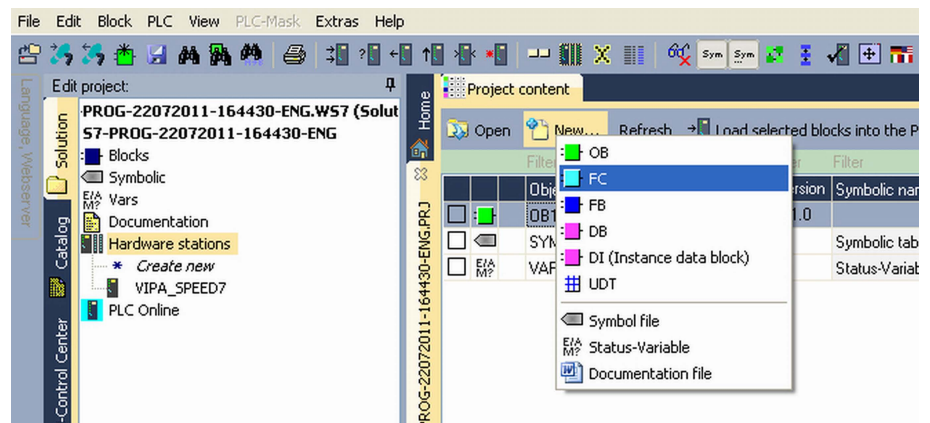 File Edit Block PLC View PLC-Mask Extras Help
Sym Sym
Language, Webserver
Solution
Catalog
-Control Center
Edit project:
-PROG-22072011-164430-ENG.WS7 (Solut
S7-PROG-22072011-164430-ENG
Blocks
Symbolic
E/A M? Vars
Documentation
Hardware stations
* Create new
VIPA_SPEED7
PLC Online
Home
PROG-22072011-164430-ENG.PRJ
Project content
Open New... Refresh Load selected blocks into the P
Filter Filter
Obje rsion Symbolic nam
OB1 1.0
SYM Symbolic tab
E/A M? VAR Status-Variab
OB
FC
FB
DB
DI (Instance data block)
UDT
Symbol file
E/A M? Status-Variable
Documentation file